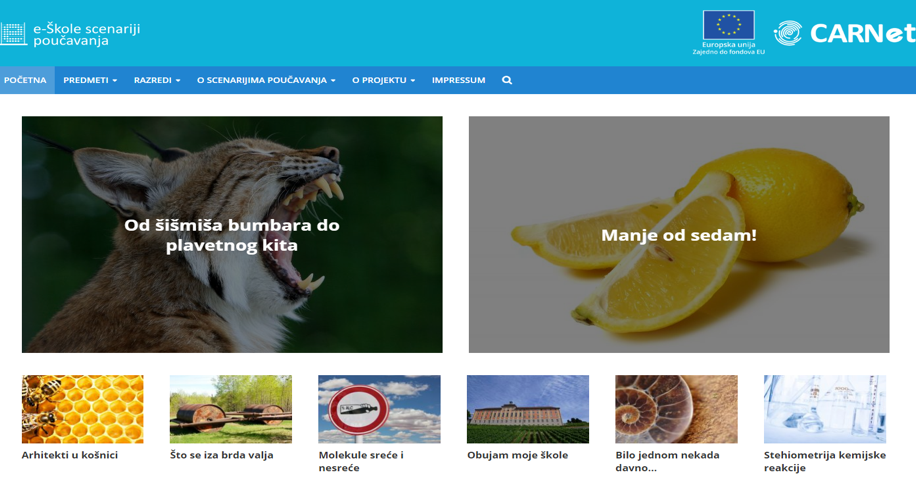 e-Škole scenariji
poučavanja
Europska unija
Zajedno do fondova EU
CARNet
POČETNA PREDMETI RAZREDI O SCENARIJIMA POUČAVANJA O PROJEKTU IMPRESSUM
Od šišmiša bumbara do
plavetnog kita
Manje od sedam!
Arhitekti u košnici
Što se iza brda valja
Molekule sreće i
nesreće
Obujam moje škole
Bilo jednom nekada
davno...
Stehiometrija kemijske
reakcije